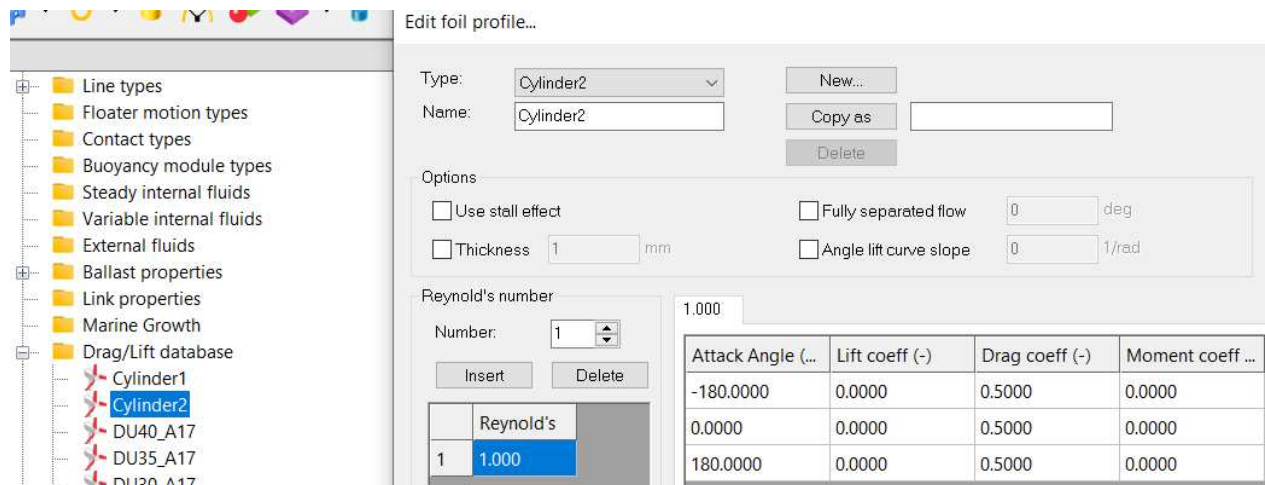 Edit foil profile...
Line types
Floater motion types
Contact types
Buoyancy module types
Steady internal fluids
Variable internal fluids
External fluids
Ballast properties
Link properties
Marine Growth
Drag/Lift database
Cylinder1
Cylinder2
DU40_A17
DU35_A17
DU30_A17
Type: Cylinder2 New...
Name: Cylinder2 Copy as
Delete
Options
Use stall effect Fully separated flow 0 deg
Thickness 1 mm Angle lift curve slope 0 1/rad
Reynold's number
Number: 1
Insert Delete
Reynold's
1 1.000
1.000
Attack Angle (... Lift coeff (-) Drag coeff (-) Moment coeff ...
-180.0000 0.0000 0.5000 0.0000
0.0000 0.0000 0.5000 0.0000
180.0000 0.0000 0.5000 0.0000